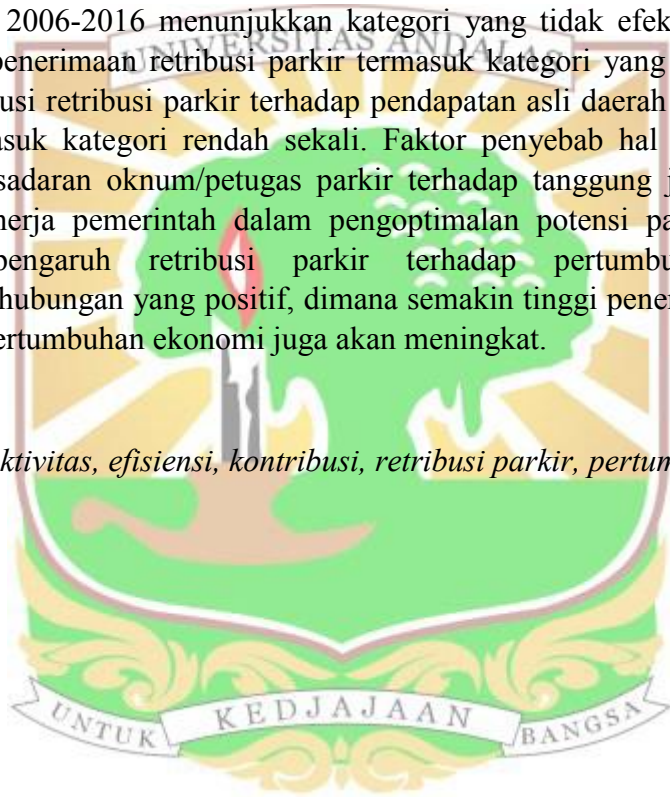 2006-2016 menunjukkan kategori yang tidak efek
UNIVERSITAS ANDALAS
penerimaan retribusi parkir termasuk kategori yang
busi retribusi parkir terhadap pendapatan asli daerah
asuk kategori rendah sekali. Faktor penyebab hal
sadaran oknum/petugas parkir terhadap tanggung j
nerja pemerintah dalam pengoptimalan potensi pa
pengaruh retribusi parkir terhadap pertumbu
hubungan yang positif, dimana semakin tinggi pener
ertumbuhan ekonomi juga akan meningkat.
ktivitas, efisiensi, kontribusi, retribusi parkir, pertum
UNTUK KEDJAJAAN BANGSA